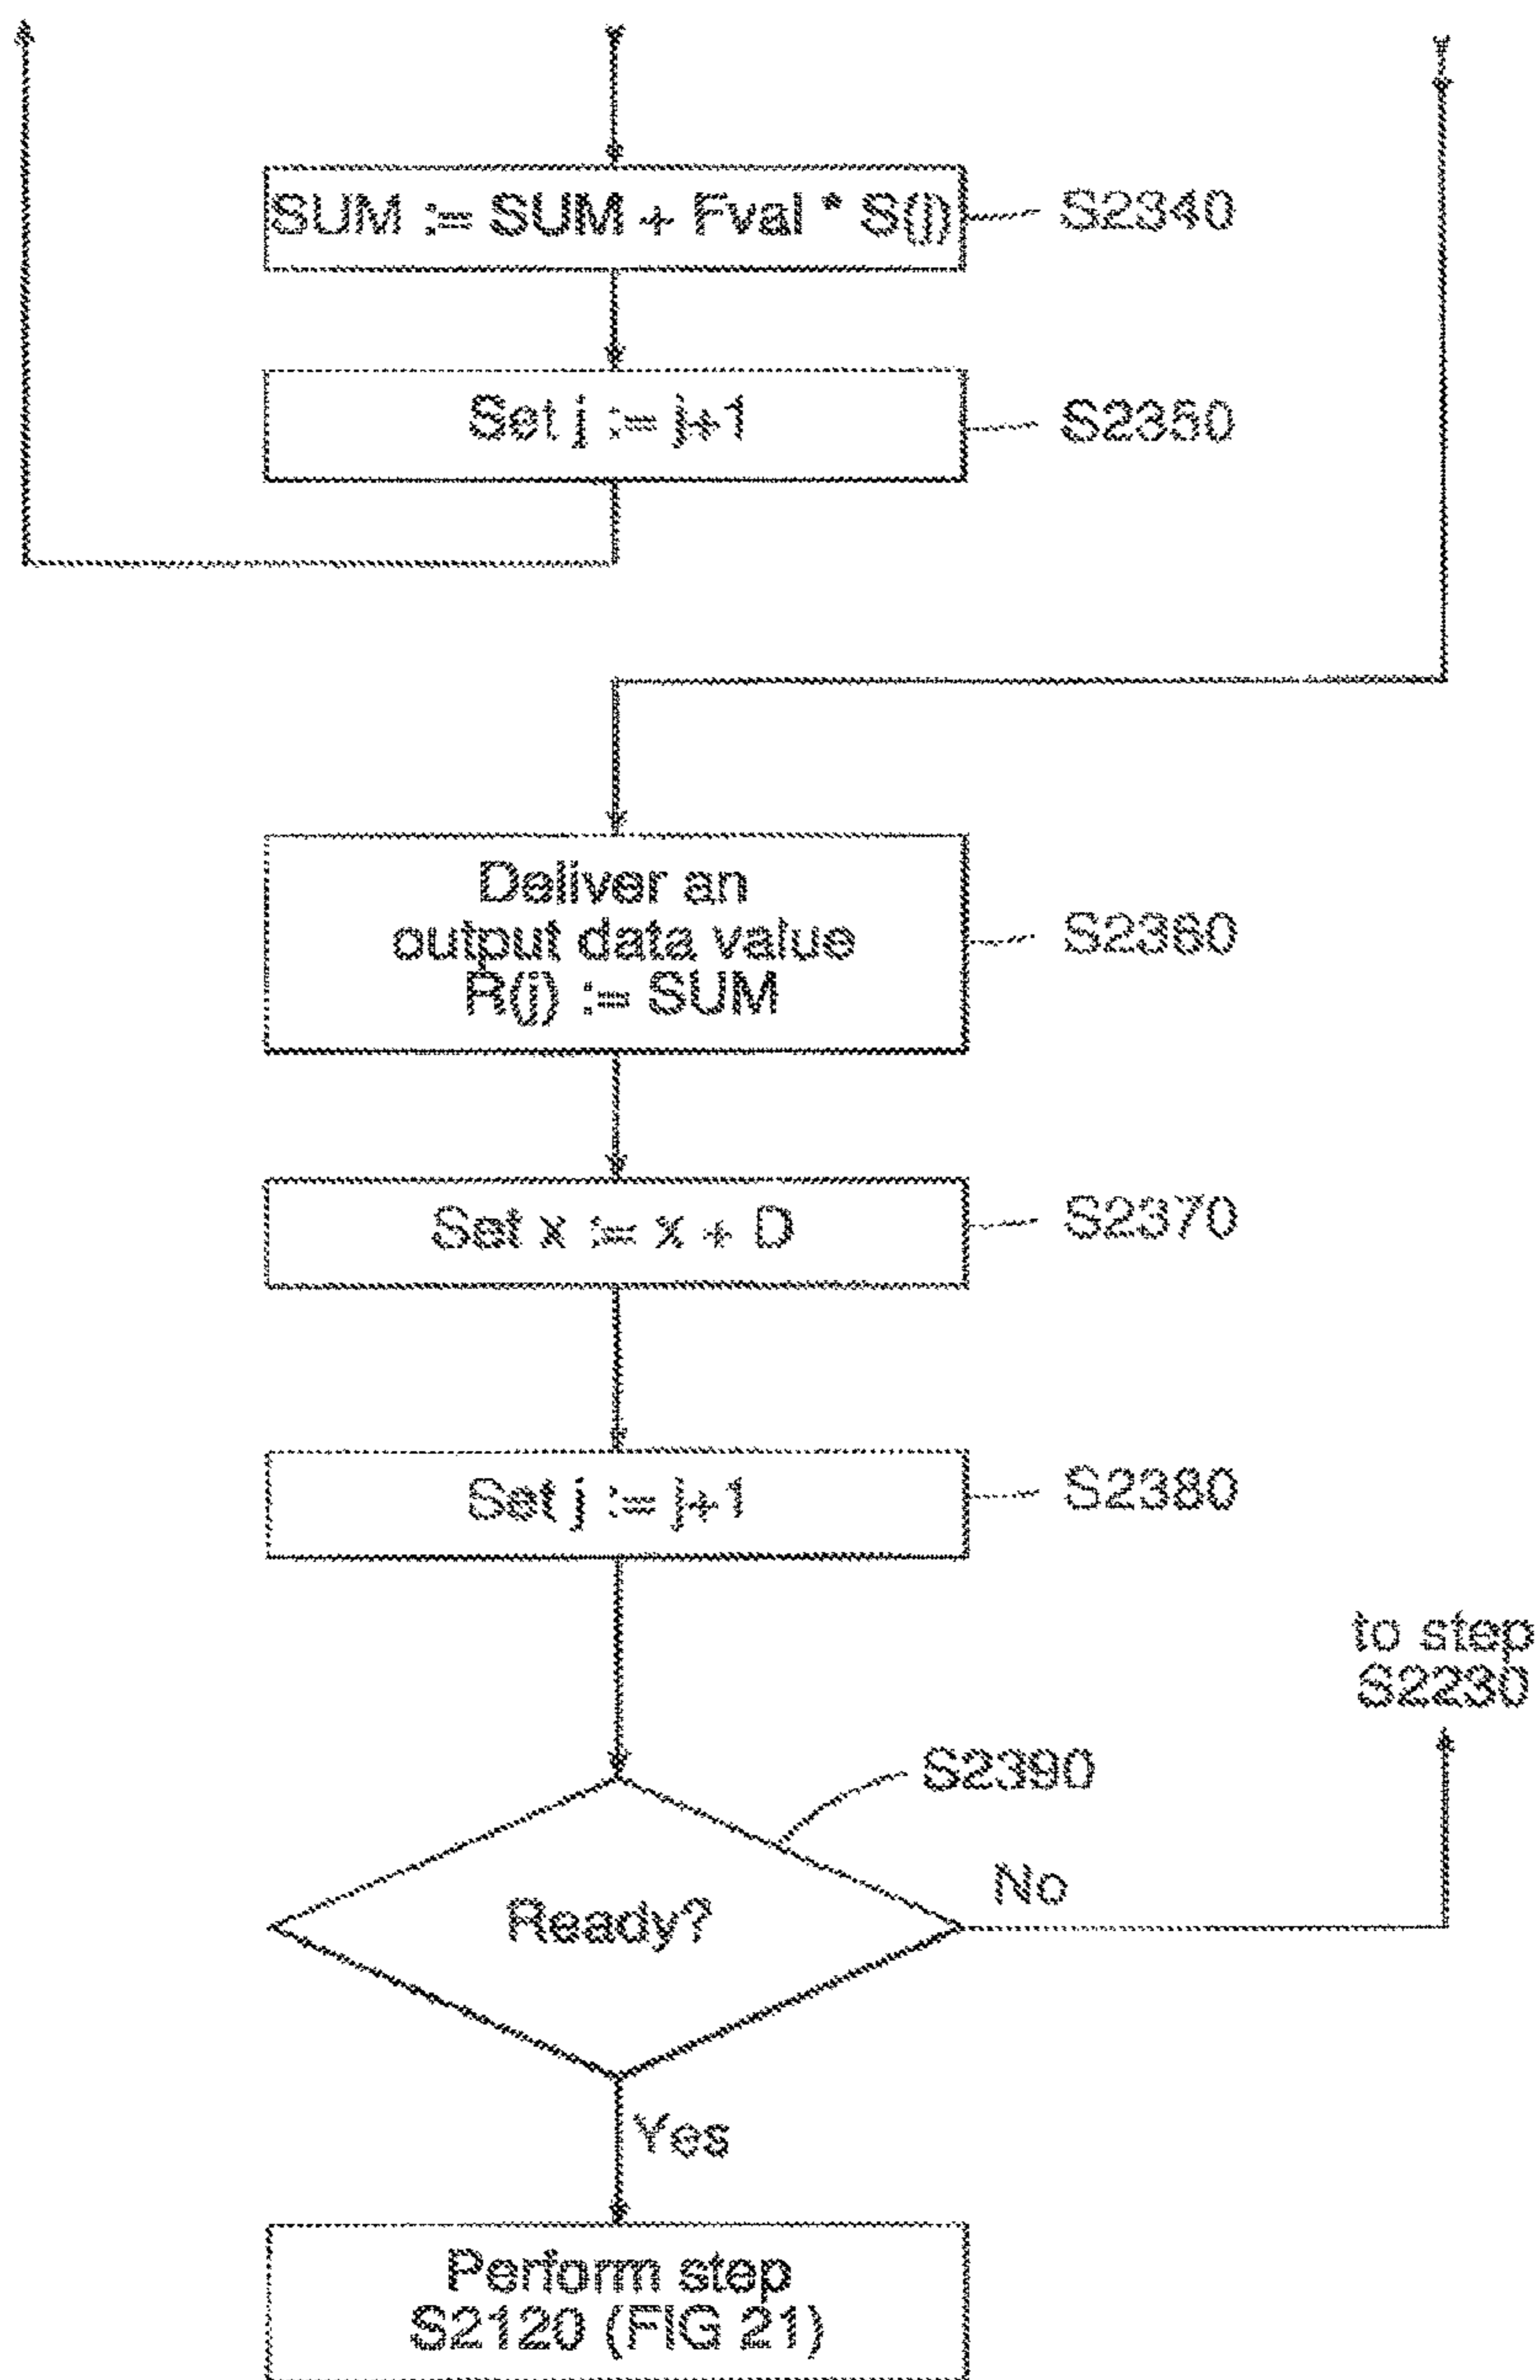 SUM := SUM + Fval * S(j)
S2340
Set j := j+1
S2350
Deliver an
output data value
R(j) := SUM
S2360
Set x := x + D
S2370
Set j := j+1
S2380
to step
S2230
S2390
Ready?
No
Yes
Perform step
S2120 (FIG 21)